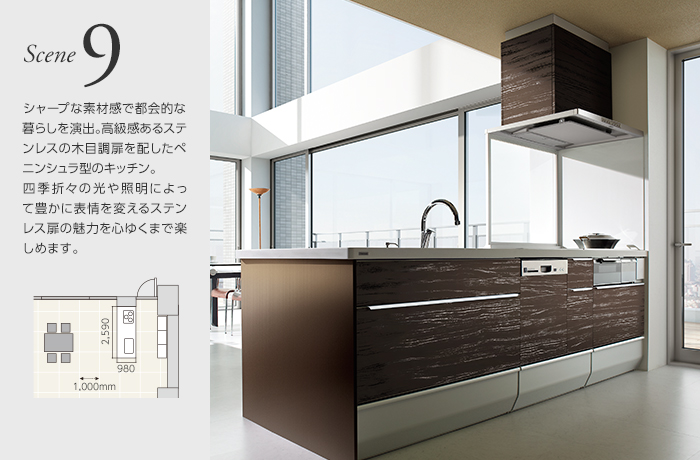 Scene 9
シャープな素材感で都会的な
暮らしを演出。高級感あるステ
ンレスの木目調扉を配したペ
ニンシュラ型のキッチン。
四季折々の光や照明によっ
て豊かに表情を変えるステン
レス扉の魅力を心ゆくまで楽
しめます。
2,590
980
1,000mm